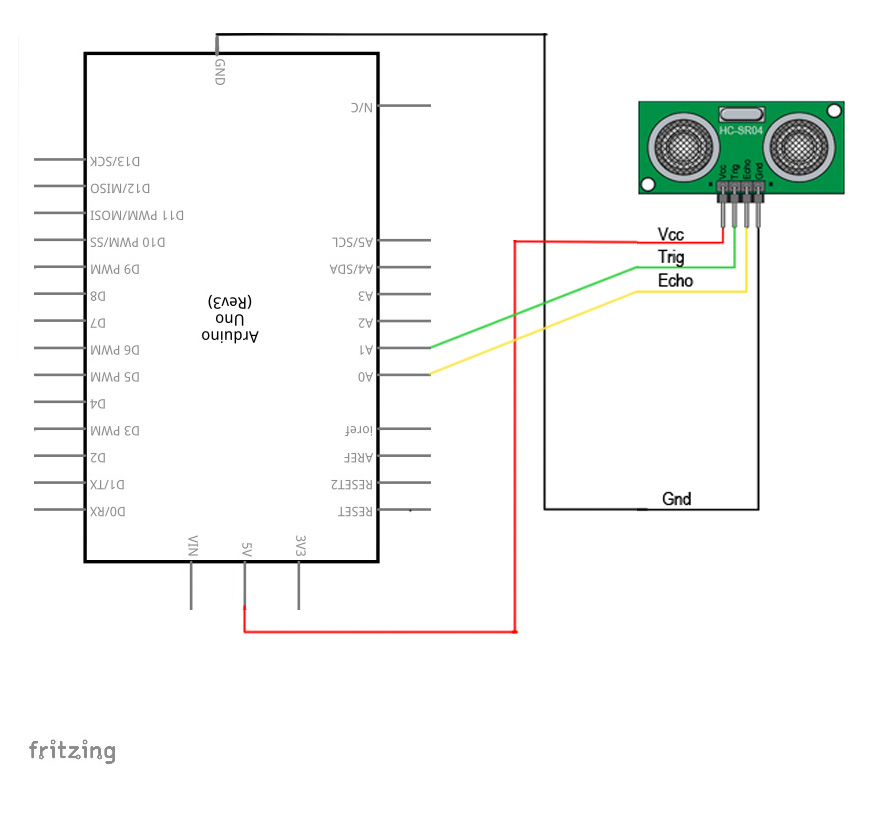 GND
N/C
D13/SCK
D12/MISO
D11 PWM/MOSI
D10 PWM/SS
D9 PWM
D8
D7
D6 PWM
D5 PWM
D4
D3 PWM
D2
D1/TX
D0/RX
Arduino
Uno
(Rev3)
A5/SCL
A4/SDA
A3
A2
A1
A0
ioref
AREF
RESET2
RESET
VIN
5V
3V3
HC-SR04
Vcc
Trig
Echo
Gnd
Vcc
Trig
Echo
Gnd
fritzing